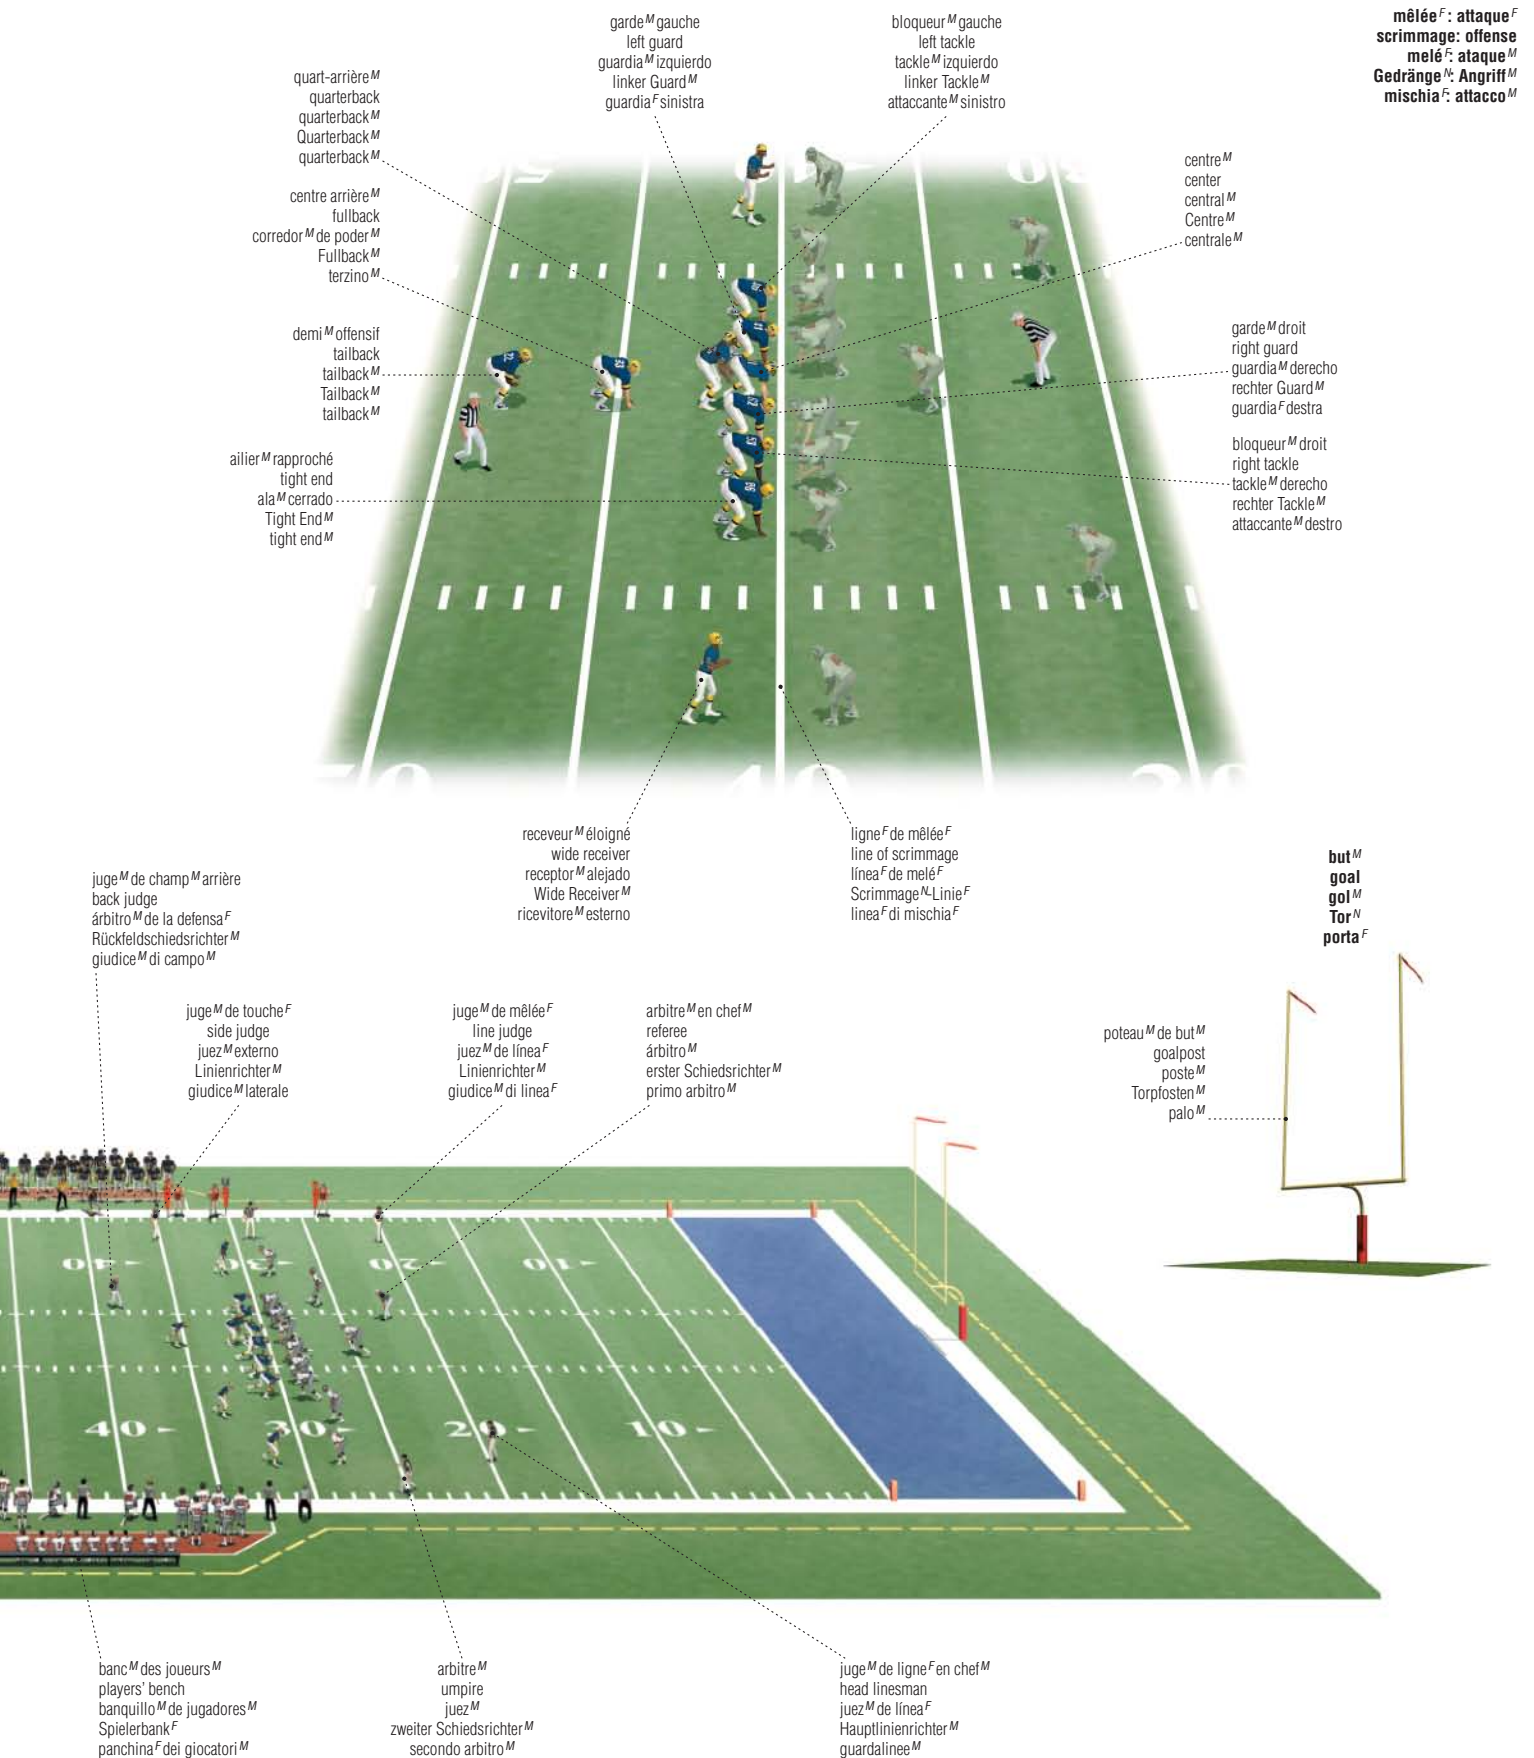 mêlée F : attaque F
scrimmage: offense
melé F: ataque M
Gedränge N: Angriff M
mischia F: attacco M
garde M gauche
left guard
guardia M izquierdo
linker Guard M
guardia F sinistra
bloqueur M gauche
left tackle
tackle M izquierdo
linker Tackle M
attaccante M sinistro
quart-arrière M
quarterback
quarterback M
Quarterback M
quarterback M
centre M
center
central M
Centre M
centrale M
centre arrière M
fullback
corredor M de poder M
Fullback M
terzino M
demi M offensif
tailback
tailback M
Tailback M
tailback M
garde M droit
right guard
guardia M derecho
rechter Guard M
guardia F destra
ailier M rapproché
tight end
ala M cerrado
Tight End M
tight end M
bloqueur M droit
right tackle
tackle M derecho
rechter Tackle M
attaccante M destro
receveur M éloigné
wide receiver
receptor M alejado
Wide Receiver M
ricevitore M esterno
ligne F de mêlée F
line of scrimmage
línea F de melé F
Scrimmage N-Linie F
linea F di mischia F
but M
goal
gol M
Tor N
porta F
juge M de champ M arrière
back judge
árbitro M de la defensa F
Rückfeldschiedsrichter M
giudice M di campo M
juge M de touche F
side judge
juez M externo
Linienrichter M
giudice M laterale
juge M de mêlée F
line judge
juez M de línea F
Linienrichter M
giudice M di linea F
arbitre M en chef M
referee
árbitro M
erster Schiedsrichter M
primo arbitro M
poteau M de but M
goalpost
poste M
Torpfosten M
palo M
40 30 20 10
40 30 20 10
banc M des joueurs M
players' bench
banquillo M de jugadores M
Spielerbank F
panchina F dei giocatori M
arbitre M
umpire
juez M
zweiter Schiedsrichter M
secondo arbitro M
juge M de ligne F en chef M
head linesman
juez M de línea F
Hauptlinienrichter M
guardalinee M